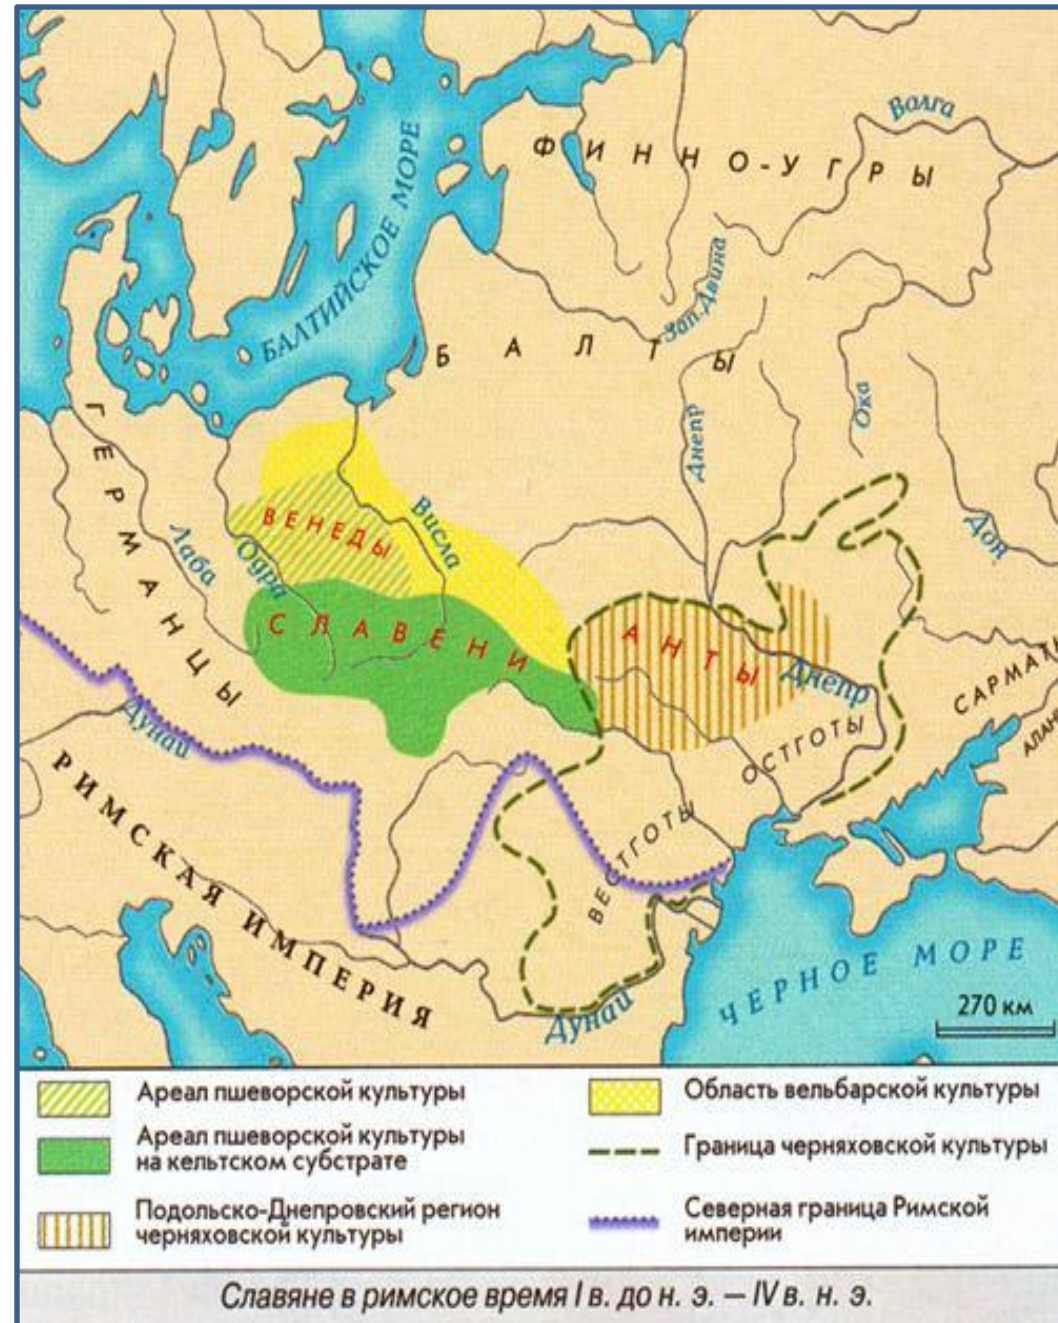 Волга
ФИННО-УГРЫ
БАЛТИЙСКОЕ МОРЕ
Зап. Двина
БАЛТЫ
Днепр
Ока
Дон
ГЕРМАНЦЫ
Лаба
Одра
Висла
ВЕНЕДЫ
СЛАВЕНИ
АНТЫ
Днепр
САРМАТЫ
АЛАНЫ
ОСТГОТЫ
ВЕСТГОТЫ
Дунай
РИМСКАЯ ИМПЕРИЯ
Дунай
ЧЕРНОЕ МОРЕ
270 км
Ареал пшеворской культуры
Ареал пшеворской культуры
на кельтском субстрате
Подольско-Днепровский регион
черняховской культуры
Область вельбарской культуры
Граница черняховской культуры
Северная граница Римской
империи
Славяне в римское время I в. до н. э. — IV в. н. э.